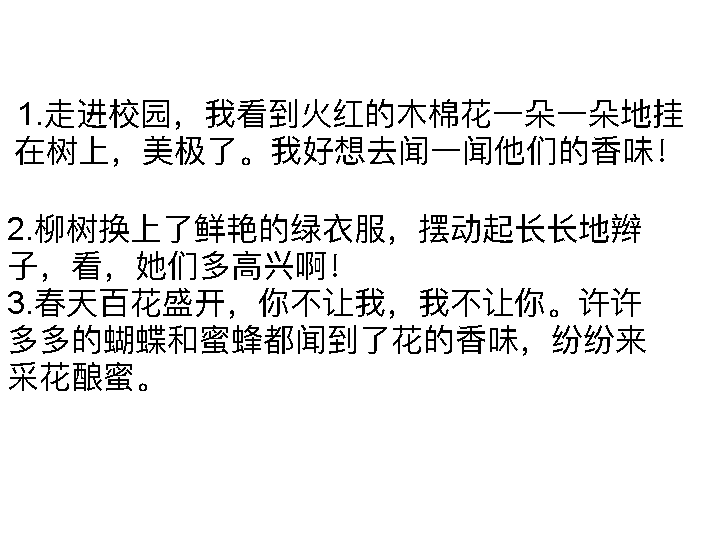 1.走进校园，我看到火红的木棉花一朵一朵地挂
在树上，美极了。我好想去闻一闻他们的香味！
2.柳树换上了鲜艳的绿衣服，摆动起长长地辫
子，看，她们多高兴啊！
3.春天百花盛开，你不让我，我不让你。许许
多多的蝴蝶和蜜蜂都闻到了花的香味，纷纷来
采花酿蜜。